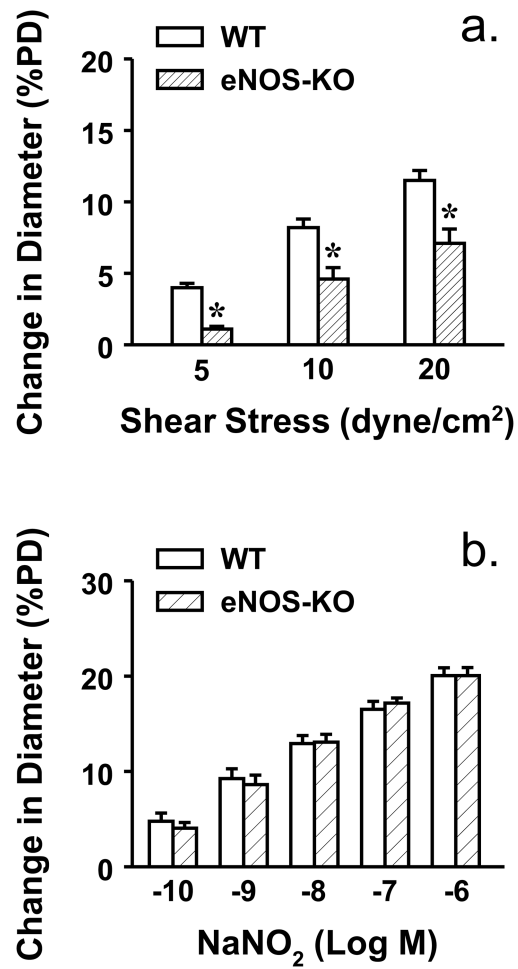 a.
WT
eNOS-KO
Change in Diameter (%PD)
20
15
10
5
0
*
*
*
5 10 20
Shear Stress (dyne/cm²)
b.
WT
eNOS-KO
Change in Diameter (%PD)
30
20
10
0
-10 -9 -8 -7 -6
NaNO₂ (Log M)